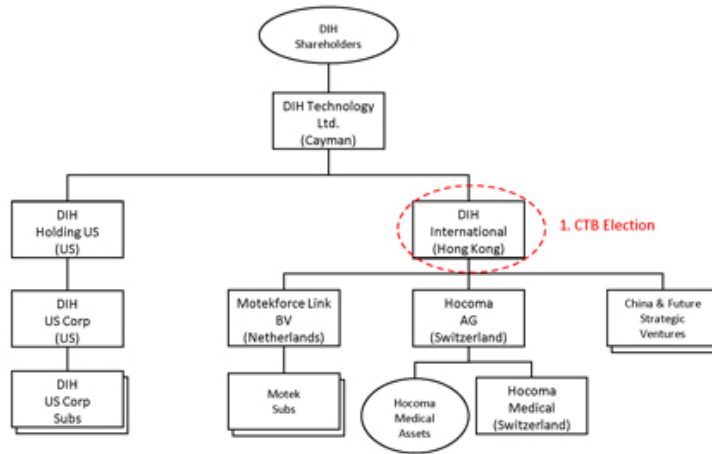 DIH
Shareholders
DIH Technology
Ltd.
(Cayman)
DIH
Holding US
(US)
DIH
International
(Hong Kong)
1. CTB Election
DIH
US Corp
(US)
Motekforce Link
BV
(Netherlands)
Hocoma
AG
(Switzerland)
China & Future
Strategic
Ventures
DIH
US Corp
Subs
Motek
Subs
Hocoma
Medical
Assets
Hocoma
Medical
(Switzerland)